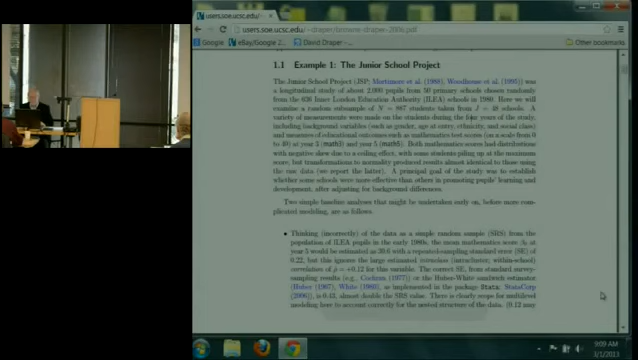 users.soe.ucsc.edu/~
users.soe.ucsc.edu/~draper/browne-draper-2006.pdf
Google eBay/Google 2... David Draper... Other bookmarks
1.1 Example 1: The Junior School Project
The Junior School Project (JSP; Mortimore et al. (1988), Woodhouse et al. (1995)) was
a longitudinal study of about 2,000 pupils from 50 primary schools chosen randomly
from the 636 Inner London Education Authority (ILEA) schools in 1980. Here we will
examine a random subsample of N = 887 students taken from J = 48 schools. A
variety of measurements were made on the students during the four years of the study,
including background variables (such as gender, age at entry, ethnicity, and social class)
and measures of educational outcomes such as mathematics test scores (on a scale from 0
to 40) at year 3 (math3) and year 5 (math5). Both mathematics scores had distributions
with negative skew due to a ceiling effect, with some students piling up at the maximum
score, but transformations to normality produced results almost identical to those using
the raw data (we report the latter). A principal goal of the study was to establish
whether some schools were more effective than others in promoting pupils' learning and
development, after adjusting for background differences.
Two simple baseline analyses that might be undertaken early on, before more com-
plicated modeling, are as follows.
• Thinking (incorrectly) of the data as a simple random sample (SRS) from the
population of ILEA pupils in the early 1980s, the mean mathematics score at
year 5 would be estimated as 30.6 with a repeated-sampling standard error (SE) of
0.22, but this ignores the large estimated intraclass (intracluster, within-school)
correlation of ρ̂ = +0.12 for this variable. The correct SE, from standard survey-
sampling results (e.g., Cochran (1977)) or the Huber-White sandwich estimator
(Huber (1967), White (1980)), as implemented in the package Stata; StataCorp
(2006)), is 0.43, almost double the SRS value. There is clearly scope for multilevel
modeling here to account correctly for the nested structure of the data. (0.12 may
9:09 AM
3/1/2013